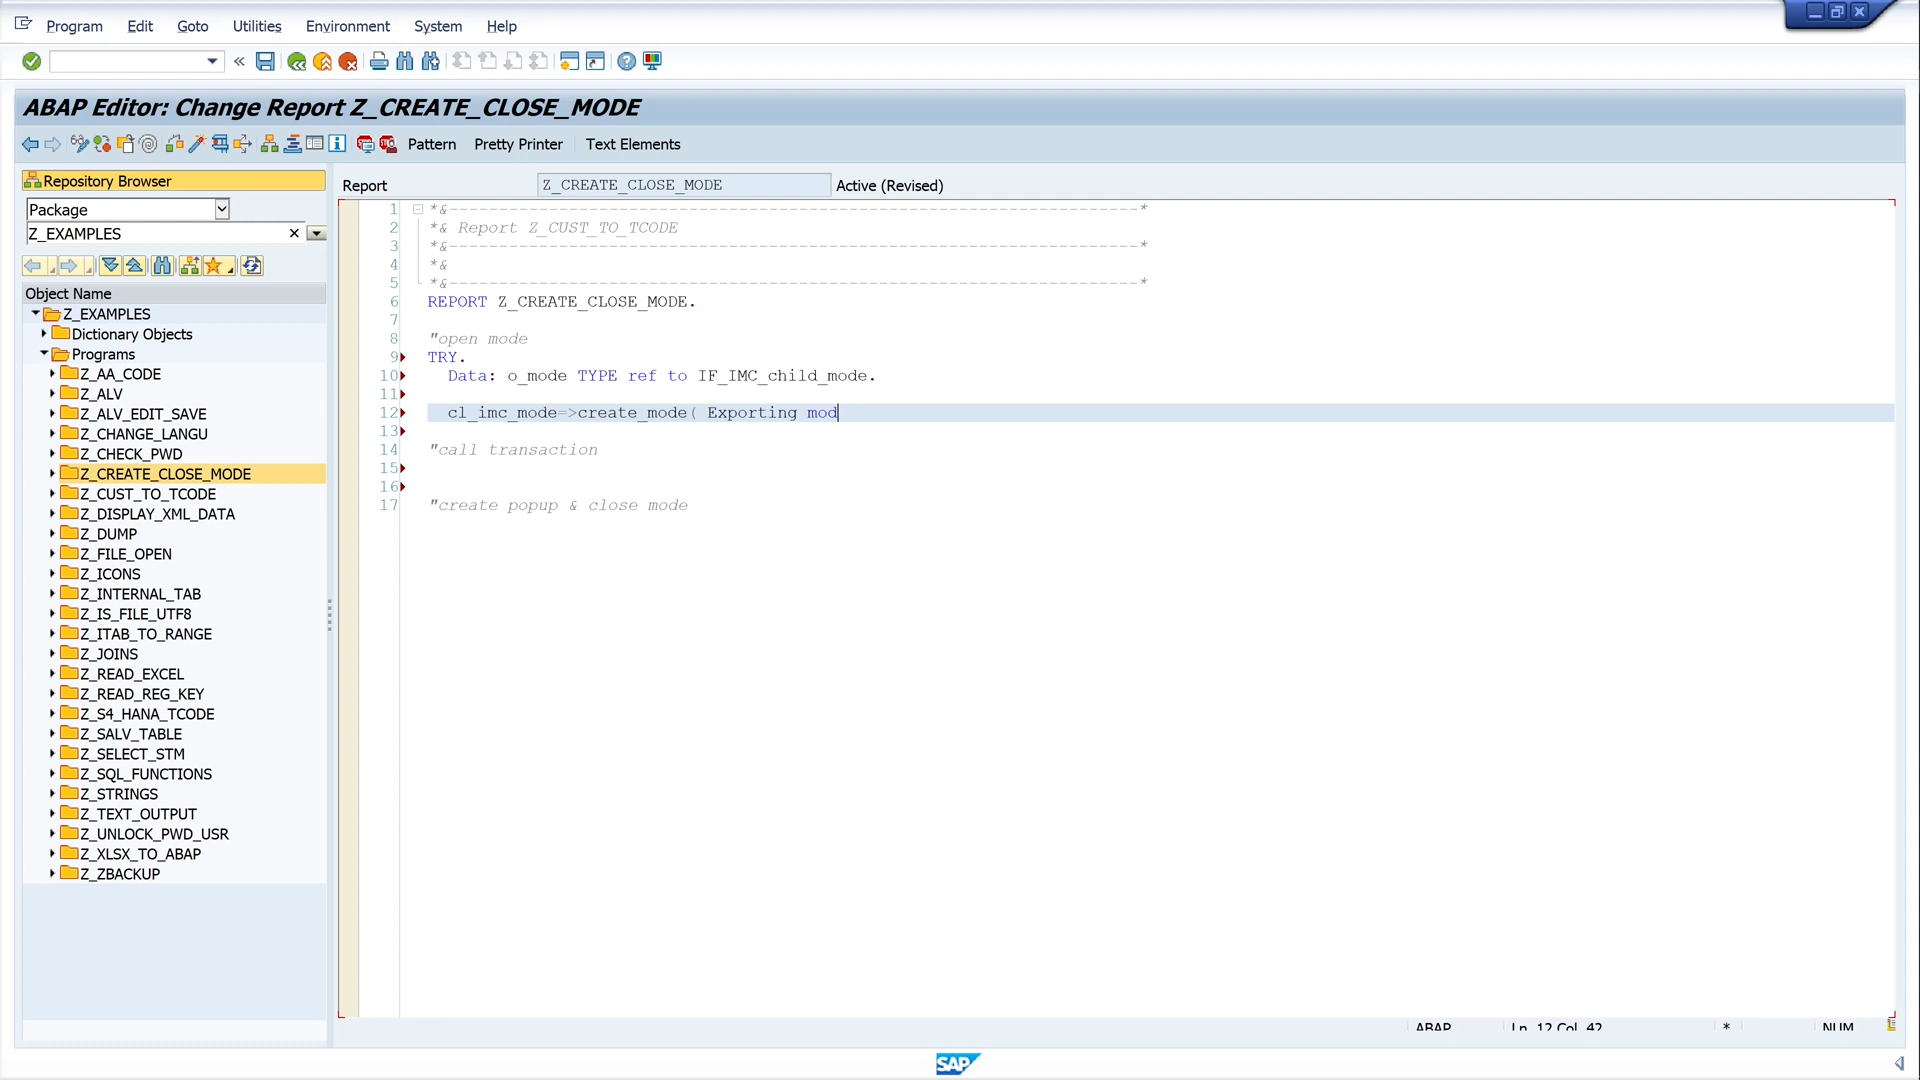 Program Edit Goto Utilities Environment System Help
ABAP Editor: Change Report Z_CREATE_CLOSE_MODE
Pattern Pretty Printer Text Elements
Repository Browser
Package
Z_EXAMPLES
Object Name
Z_EXAMPLES
Dictionary Objects
Programs
Z_AA_CODE
Z_ALV
Z_ALV_EDIT_SAVE
Z_CHANGE_LANGU
Z_CHECK_PWD
Z_CREATE_CLOSE_MODE
Z_CUST_TO_TCODE
Z_DISPLAY_XML_DATA
Z_DUMP
Z_FILE_OPEN
Z_ICONS
Z_INTERNAL_TAB
Z_IS_FILE_UTF8
Z_ITAB_TO_RANGE
Z_JOINS
Z_READ_EXCEL
Z_READ_REG_KEY
Z_S4_HANA_TCODE
Z_SALV_TABLE
Z_SELECT_STM
Z_SQL_FUNCTIONS
Z_STRINGS
Z_TEXT_OUTPUT
Z_UNLOCK_PWD_USR
Z_XLSX_TO_ABAP
Z_ZBACKUP
Report Z_CREATE_CLOSE_MODE Active (Revised)
1 *&---------------------------------------------------------------------*
2 *& Report Z_CUST_TO_TCODE
3 *&---------------------------------------------------------------------*
4 *&
5 *&---------------------------------------------------------------------*
6 REPORT Z_CREATE_CLOSE_MODE.
7
8 "open mode
9 TRY.
10 Data: o_mode TYPE ref to IF_IMC_child_mode.
11
12 cl_imc_mode=>create_mode( Exporting mod
13
14 "call transaction
15
16
17 "create popup & close mode
ABAP Ln 12 Col 42 * NUM
SAP